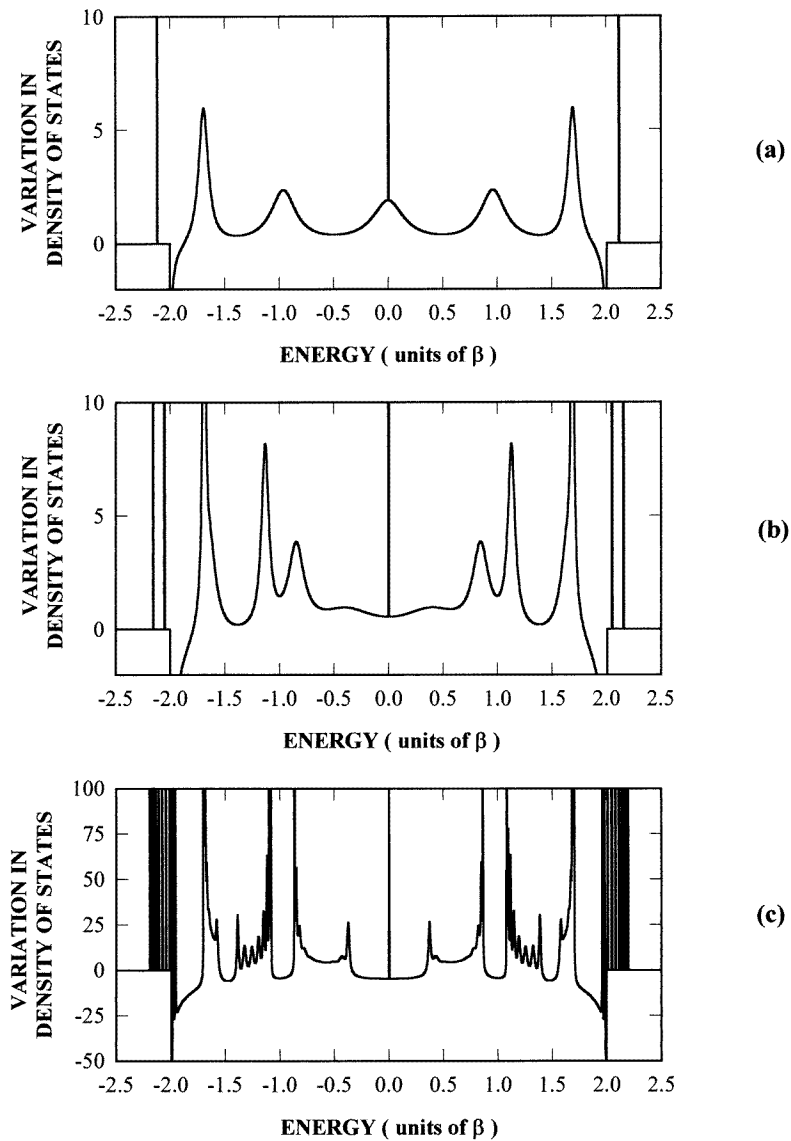 10
5
0
VARIATION IN
DENSITY OF STATES
-2.5 -2.0 -1.5 -1.0 -0.5 0.0 0.5 1.0 1.5 2.0 2.5
ENERGY ( units of β )
(a)
10
5
0
VARIATION IN
DENSITY OF STATES
-2.5 -2.0 -1.5 -1.0 -0.5 0.0 0.5 1.0 1.5 2.0 2.5
ENERGY ( units of β )
(b)
100
75
50
25
0
-25
-50
VARIATION IN
DENSITY OF STATES
-2.5 -2.0 -1.5 -1.0 -0.5 0.0 0.5 1.0 1.5 2.0 2.5
ENERGY ( units of β )
(c)